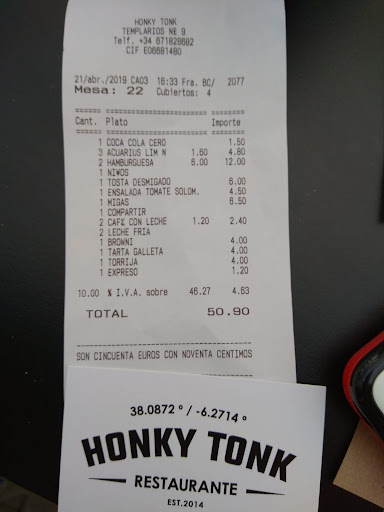 HONKY TONK
TEMPLARIOS NE 9
Telf. +34 671828682
CIF E06681480
21/abr./2019 CA03 16:33 Fra. BC/ 2077
Mesa: 22 Cubiertos: 4
Cant. Plato Importe
1 COCA COLA CERO 1.50
3 ACUARIUS LIM N 1.60 4.80
2 HAMBURGUESA 6.00 12.00
1 NIWOS
1 TOSTA DESMIGADO 6.00
1 ENSALADA TOMATE SOLOM. 4.50
1 MIGAS 6.50
1 COMPARTIR
2 CAF% CON LECHE 1.20 2.40
2 LECHE FRIA
1 BROWNI 4.00
1 TARTA GALLETA 4.00
1 TORRIJA 4.00
1 EXPRESO 1.20
10.00 % I.V.A. sobre 46.27 4.63
TOTAL 50.90
SON CINCUENTA EUROS CON NOVENTA CENTIMOS
38.0872 º / -6.2714 º
HONKY TONK
RESTAURANTE
EST.2014